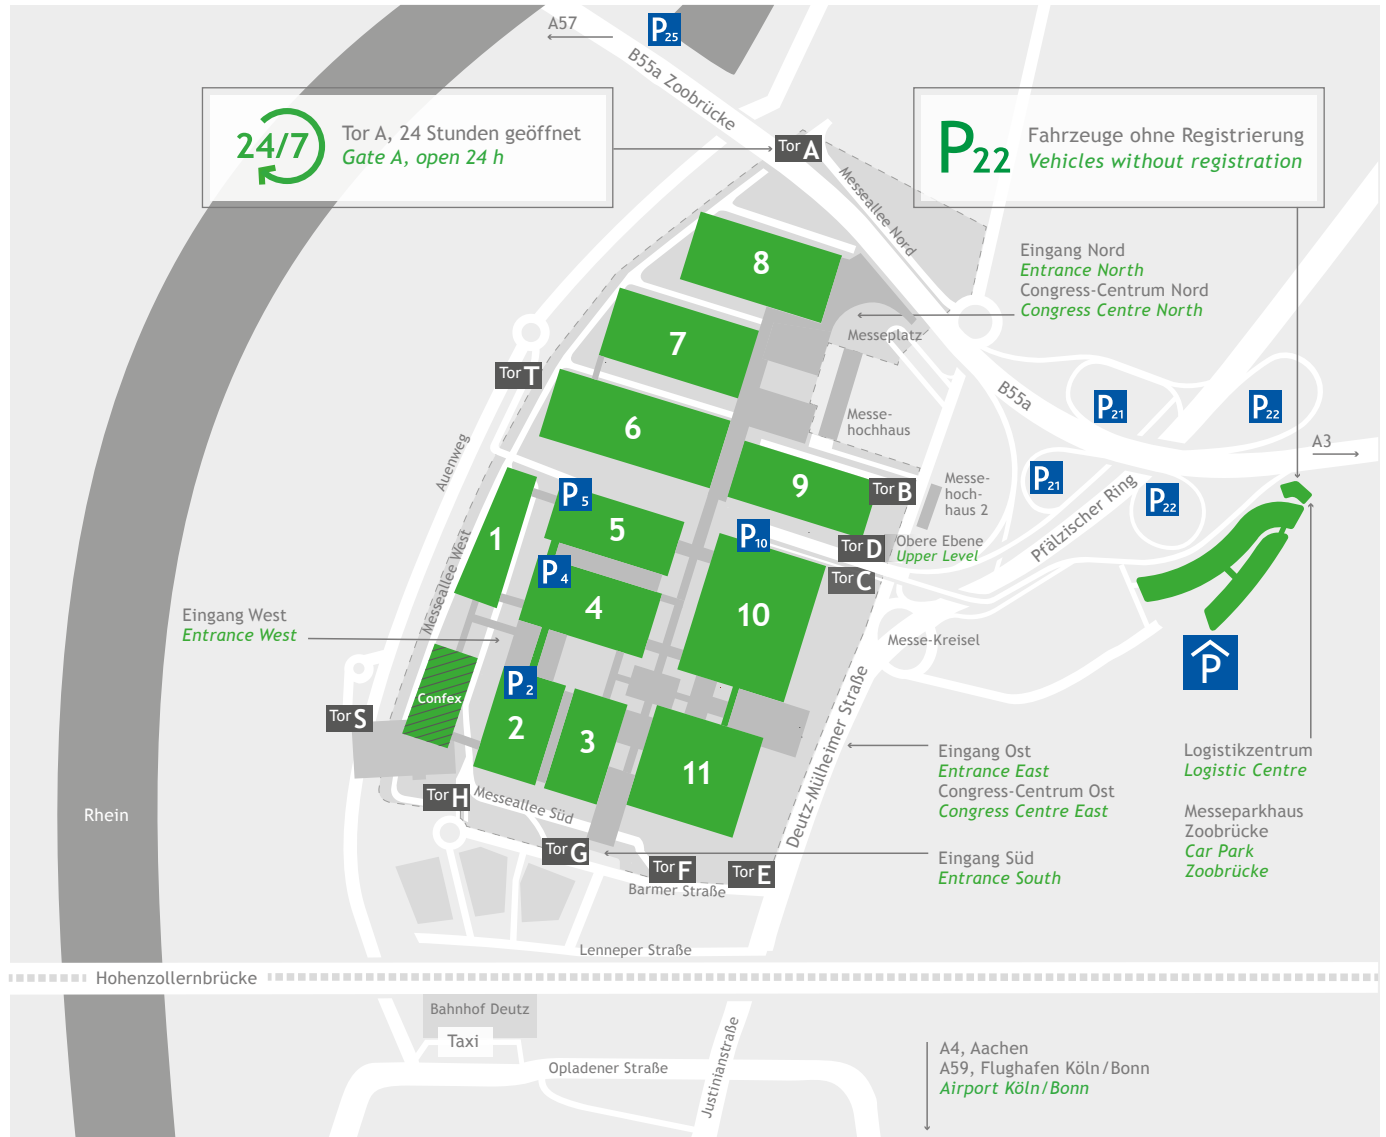 A57
P25
B55a Zoobrücke
24/7
Tor A, 24 Stunden geöffnet
Gate A, open 24 h
Tor A
P22
Fahrzeuge ohne Registrierung
Vehicles without registration
Messeallee Nord
8
Eingang Nord
Entrance North
Congress-Centrum Nord
Congress Centre North
7
Messeplatz
Tor T
B55a
P21
P22
6
Messe-
hochhaus
A3
Auenweg
9
Tor B
P21
P22
Messe-
hoch-
haus 2
Pfälzischer Ring
P5
5
1
P10
Tor D
Obere Ebene
Upper Level
Tor C
P4
4
10
Messeallee West
Eingang West
Entrance West
Messe-Kreisel
P
P2
Confex
Tor S
2
3
11
Deutz-Mülheimer Straße
Eingang Ost
Entrance East
Congress-Centrum Ost
Congress Centre East
Logistikzentrum
Logistic Centre
Messeparkhaus
Zoobrücke
Car Park
Zoobrücke
Rhein
Tor H
Messeallee Süd
Tor G
Tor F
Tor E
Eingang Süd
Entrance South
Barmer Straße
Lenneper Straße
Hohenzollernbrücke
Bahnhof Deutz
Taxi
Opladener Straße
Justinianstraße
A4, Aachen
A59, Flughafen Köln/Bonn
Airport Köln/Bonn